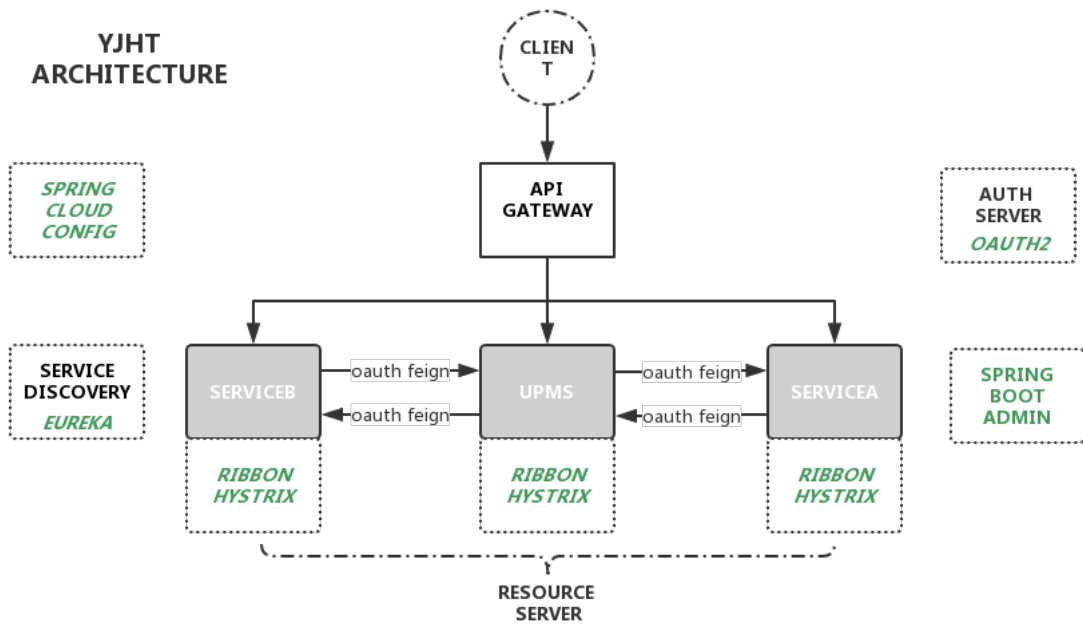 YJHT
ARCHITECTURE
CLIEN
T
SPRING
CLOUD
CONFIG
API
GATEWAY
AUTH
SERVER
OAUTH2
SERVICE
DISCOVERY
EUREKA
SERVICEB
oauth feign
oauth feign
UPMS
oauth feign
oauth feign
SERVICEA
SPRING
BOOT
ADMIN
RIBBON
HYSTRIX
RIBBON
HYSTRIX
RIBBON
HYSTRIX
RESOURCE
SERVER